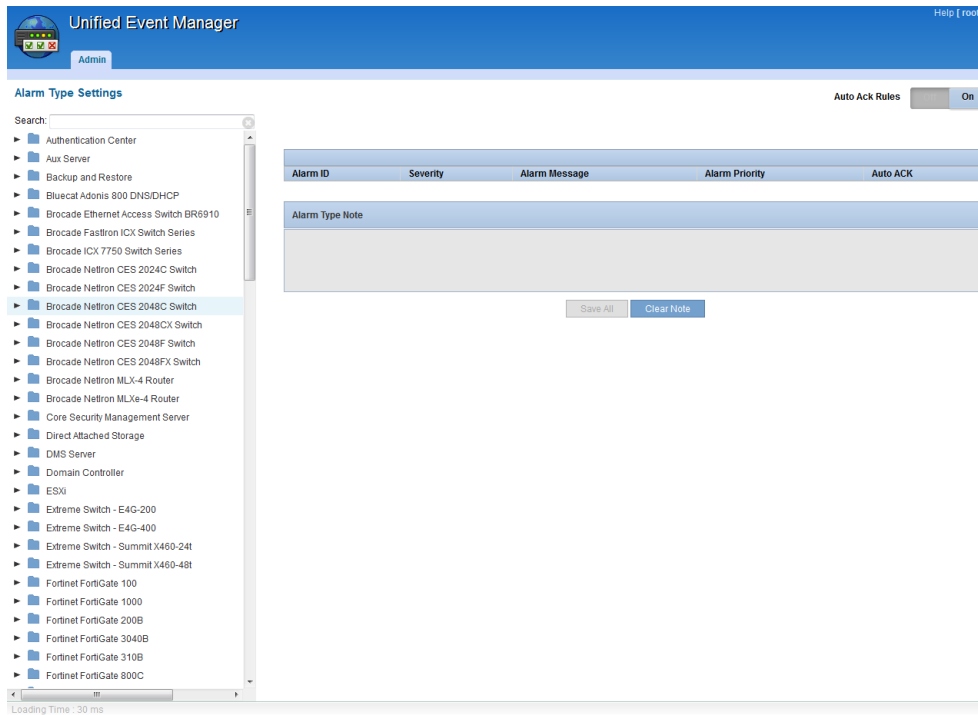 Unified Event Manager
Help [ root
Admin
Alarm Type Settings
Auto Ack Rules
On
Search:
Authentication Center
Aux Server
Backup and Restore
Bluecat Adonis 800 DNS/DHCP
Brocade Ethernet Access Switch BR6910
Brocade FastIron ICX Switch Series
Brocade ICX 7750 Switch Series
Brocade NetIron CES 2024C Switch
Brocade NetIron CES 2024F Switch
Brocade NetIron CES 2048C Switch
Brocade NetIron CES 2048CX Switch
Brocade NetIron CES 2048F Switch
Brocade NetIron CES 2048FX Switch
Brocade NetIron MLX-4 Router
Brocade NetIron MLXe-4 Router
Core Security Management Server
Direct Attached Storage
DMS Server
Domain Controller
ESXi
Extreme Switch - E4G-200
Extreme Switch - E4G-400
Extreme Switch - Summit X460-24t
Extreme Switch - Summit X460-48t
Fortinet FortiGate 100
Fortinet FortiGate 1000
Fortinet FortiGate 200B
Fortinet FortiGate 3040B
Fortinet FortiGate 310B
Fortinet FortiGate 800C
Alarm ID Severity Alarm Message Alarm Priority Auto ACK
Alarm Type Note
Save All Clear Note
Loading Time : 30 ms